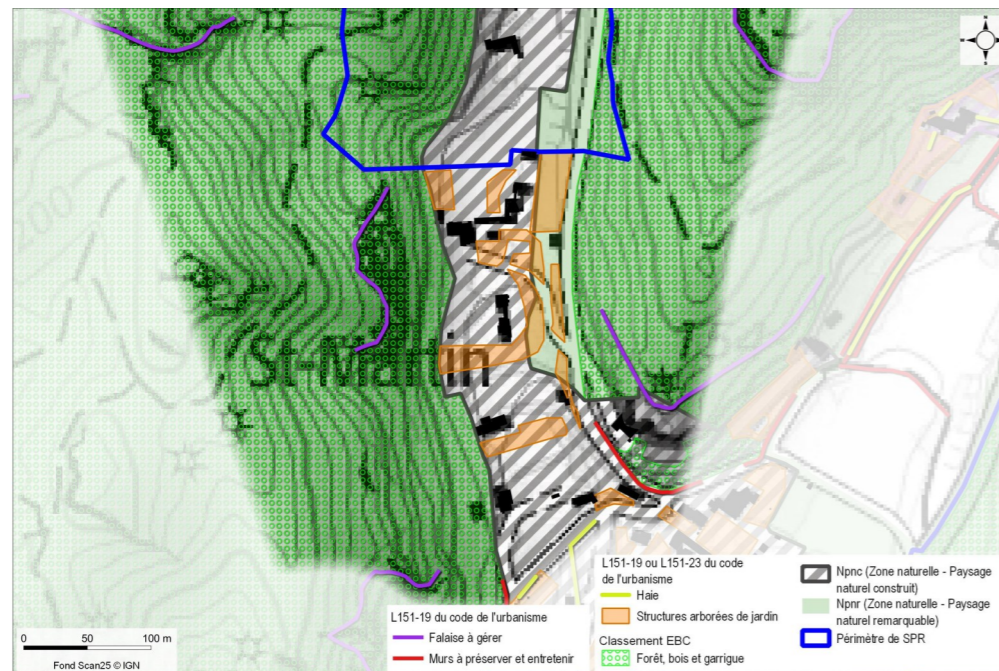 St-Martin
L151-19 du code de l'urbanisme
Falaise à gérer
Murs à préserver et entretenir
L151-19 ou L151-23 du code
de l'urbanisme
Haie
Structures arborées de jardin
Classement EBC
Forêt, bois et garrigue
Npnc (Zone naturelle - Paysage
naturel construit)
Npnr (Zone naturelle - Paysage
naturel remarquable)
Périmètre de SPR
0 50 100 m
Fond Scan25 © IGN